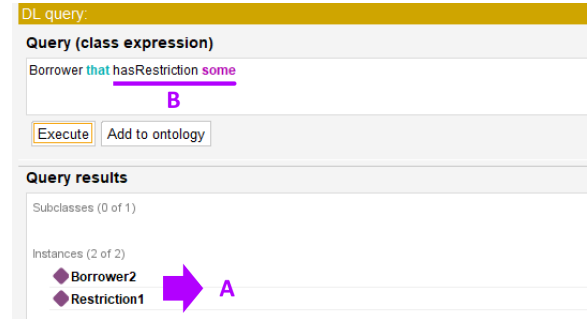 DL query:
Query (class expression)
Borrower that hasRestriction some
B
Execute Add to ontology
Query results
Subclasses (0 of 1)
Instances (2 of 2)
Borrower2
A
Restriction1